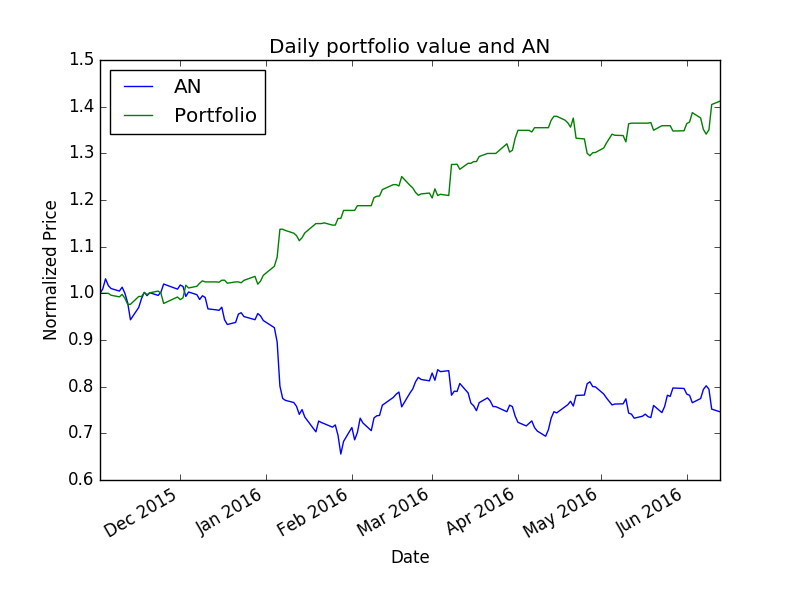 Daily portfolio value and AN
AN
Portfolio
1.5
1.4
1.3
1.2
1.1
1.0
0.9
0.8
0.7
0.6
Normalized Price
Dec 2015
Jan 2016
Feb 2016
Mar 2016
Apr 2016
May 2016
Jun 2016
Date